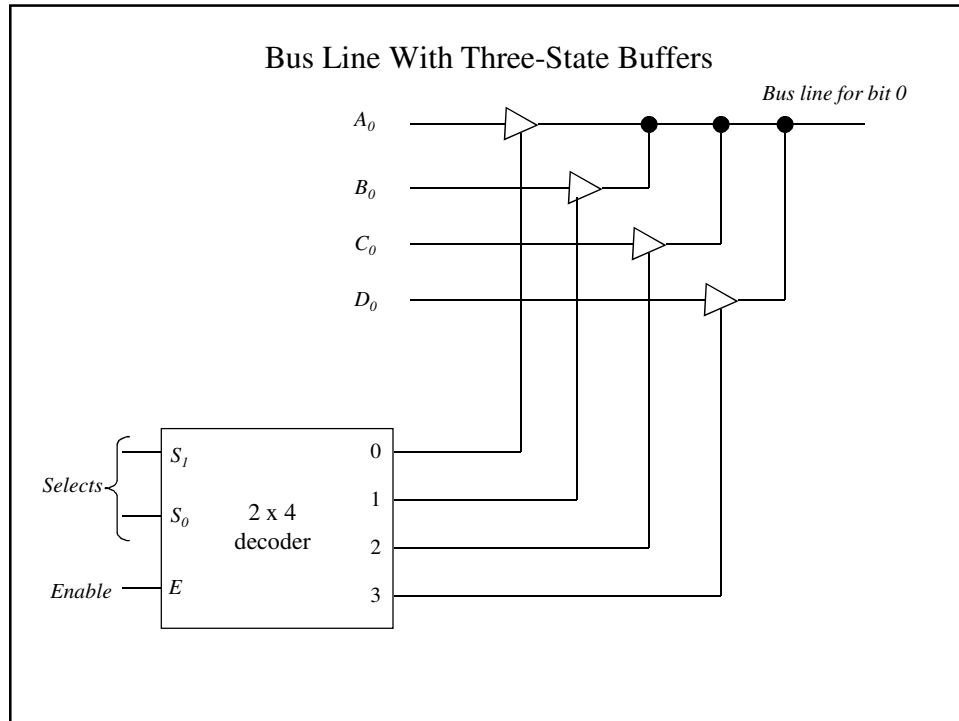 Bus Line With Three-State Buffers
Bus line for bit 0
A0
B0
C0
D0
Selects
S1
S0
Enable
E
2 x 4
decoder
0
1
2
3